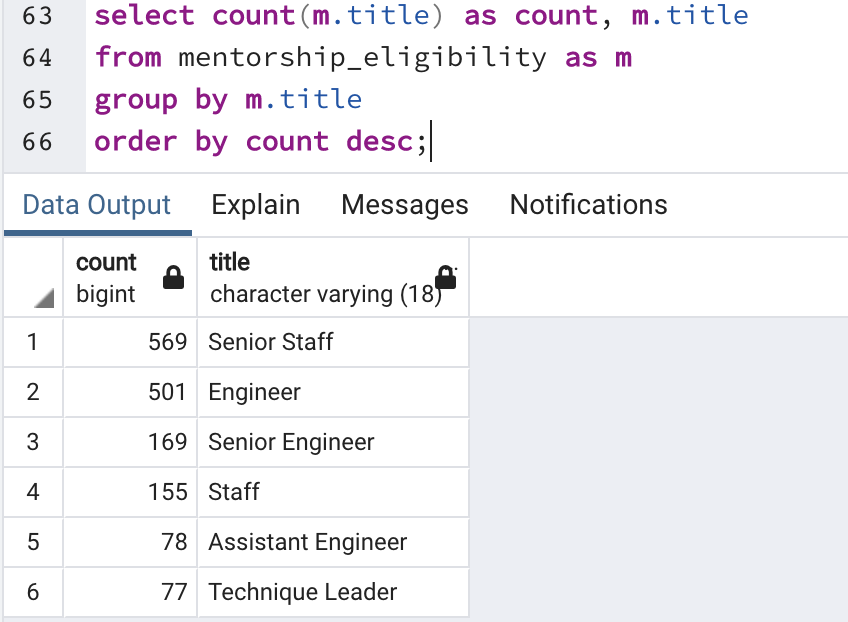 63 select count(m.title) as count, m.title
64 from mentorship_eligibility as m
65 group by m.title
66 order by count desc;
Data Output Explain Messages Notifications
count title
bigint character varying (18)
1 569 Senior Staff
2 501 Engineer
3 169 Senior Engineer
4 155 Staff
5 78 Assistant Engineer
6 77 Technique Leader